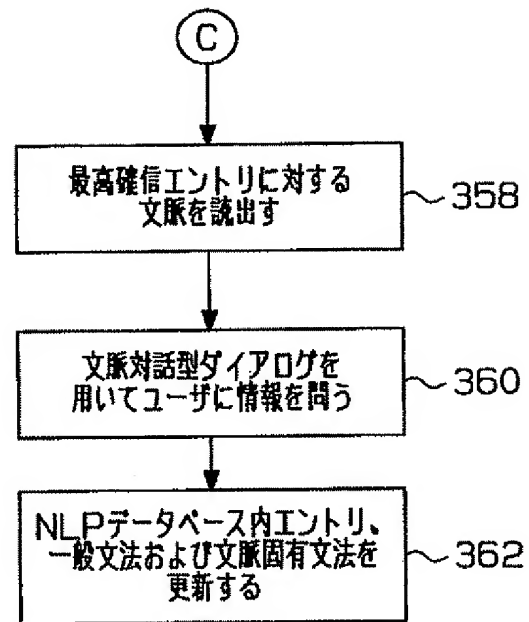 C
最高確信エントリに対する
文脈を読出す
358
文脈対話型ダイアログを
用いてユーザに情報を問う
360
NLPデータベース内エントリ、
一般文法および文脈固有文法を
更新する
362